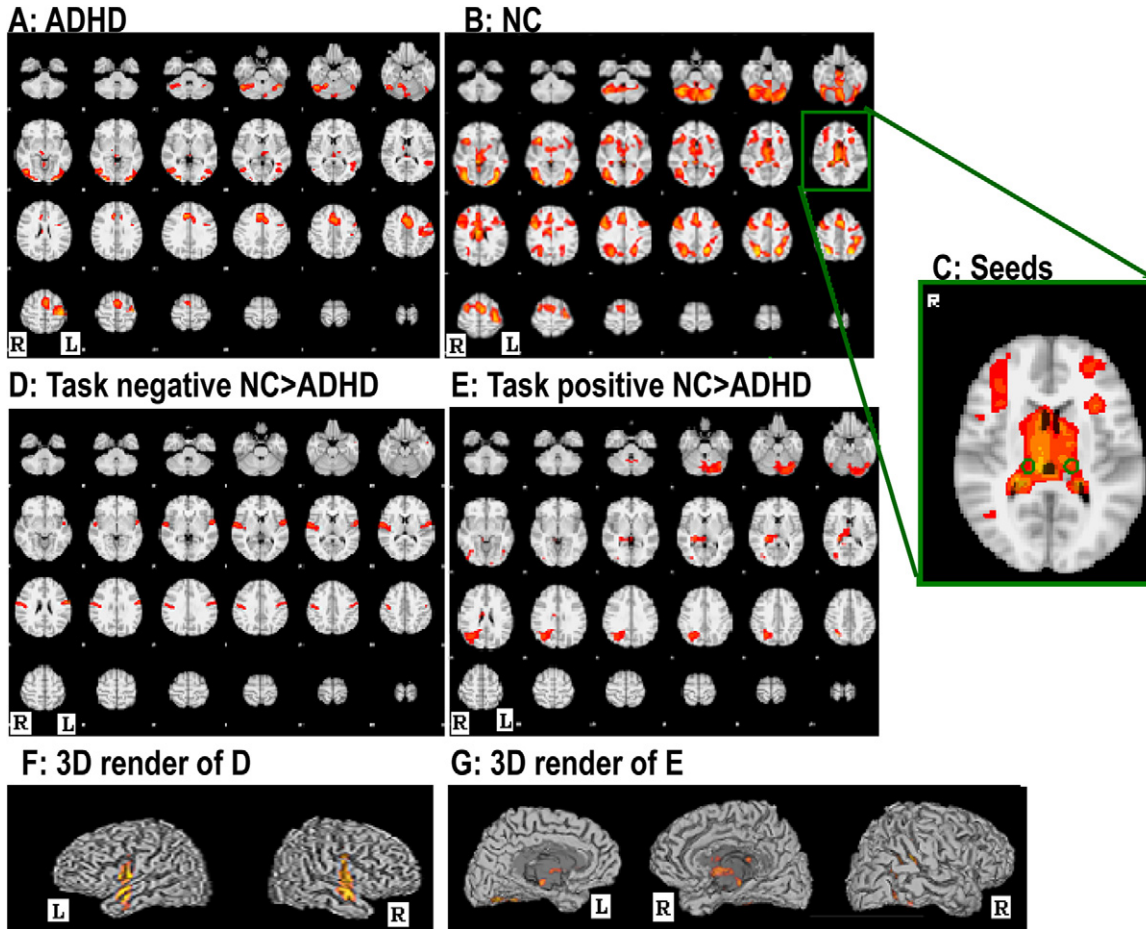 A: ADHD
B: NC
R L
R L
C: Seeds
R
D: Task negative NC>ADHD
E: Task positive NC>ADHD
R L
R L
F: 3D render of D
G: 3D render of E
L R
L R R